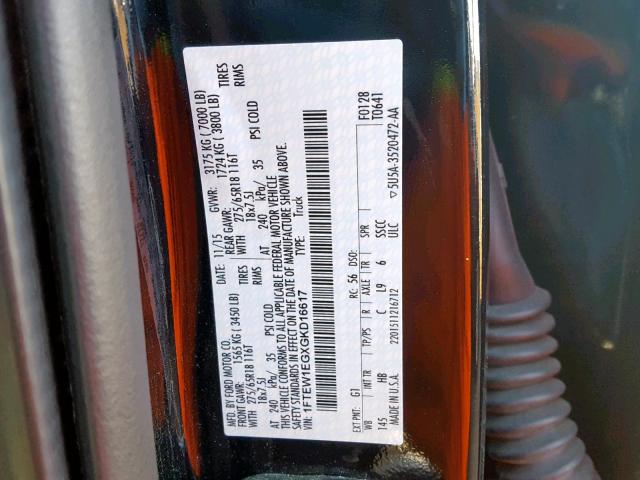 MFD. BY FORD MOTOR CO.
DATE: 11/15 GVWR: 3175 KG ( 7000 LB)
FRONT GAWR: 1565 KG ( 3450 LB) REAR GAWR: 1724 KG ( 3800 LB)
WITH 275/65R18 116T TIRES WITH 275/65R18 116T TIRES
18x7.5J RIMS 18x7.5J RIMS
AT 240 kPa/ 35 PSI COLD AT 240 kPa/ 35 PSI COLD
THIS VEHICLE CONFORMS TO ALL APPLICABLE FEDERAL MOTOR VEHICLE
SAFETY STANDARDS IN EFFECT ON THE DATE OF MANUFACTURE SHOWN ABOVE.
VIN: 1FTEW1EGXGKD16617 Truck
F0128
T0641
EXT PNT: G1 RC: 56 DSO:
WB INT TR TP/PS R AXLE TR SPR
145 HB C L9 6 SSCC
ULC
MADE IN U.S.A. 2201511216712 ▽5U5A-3520472-AA